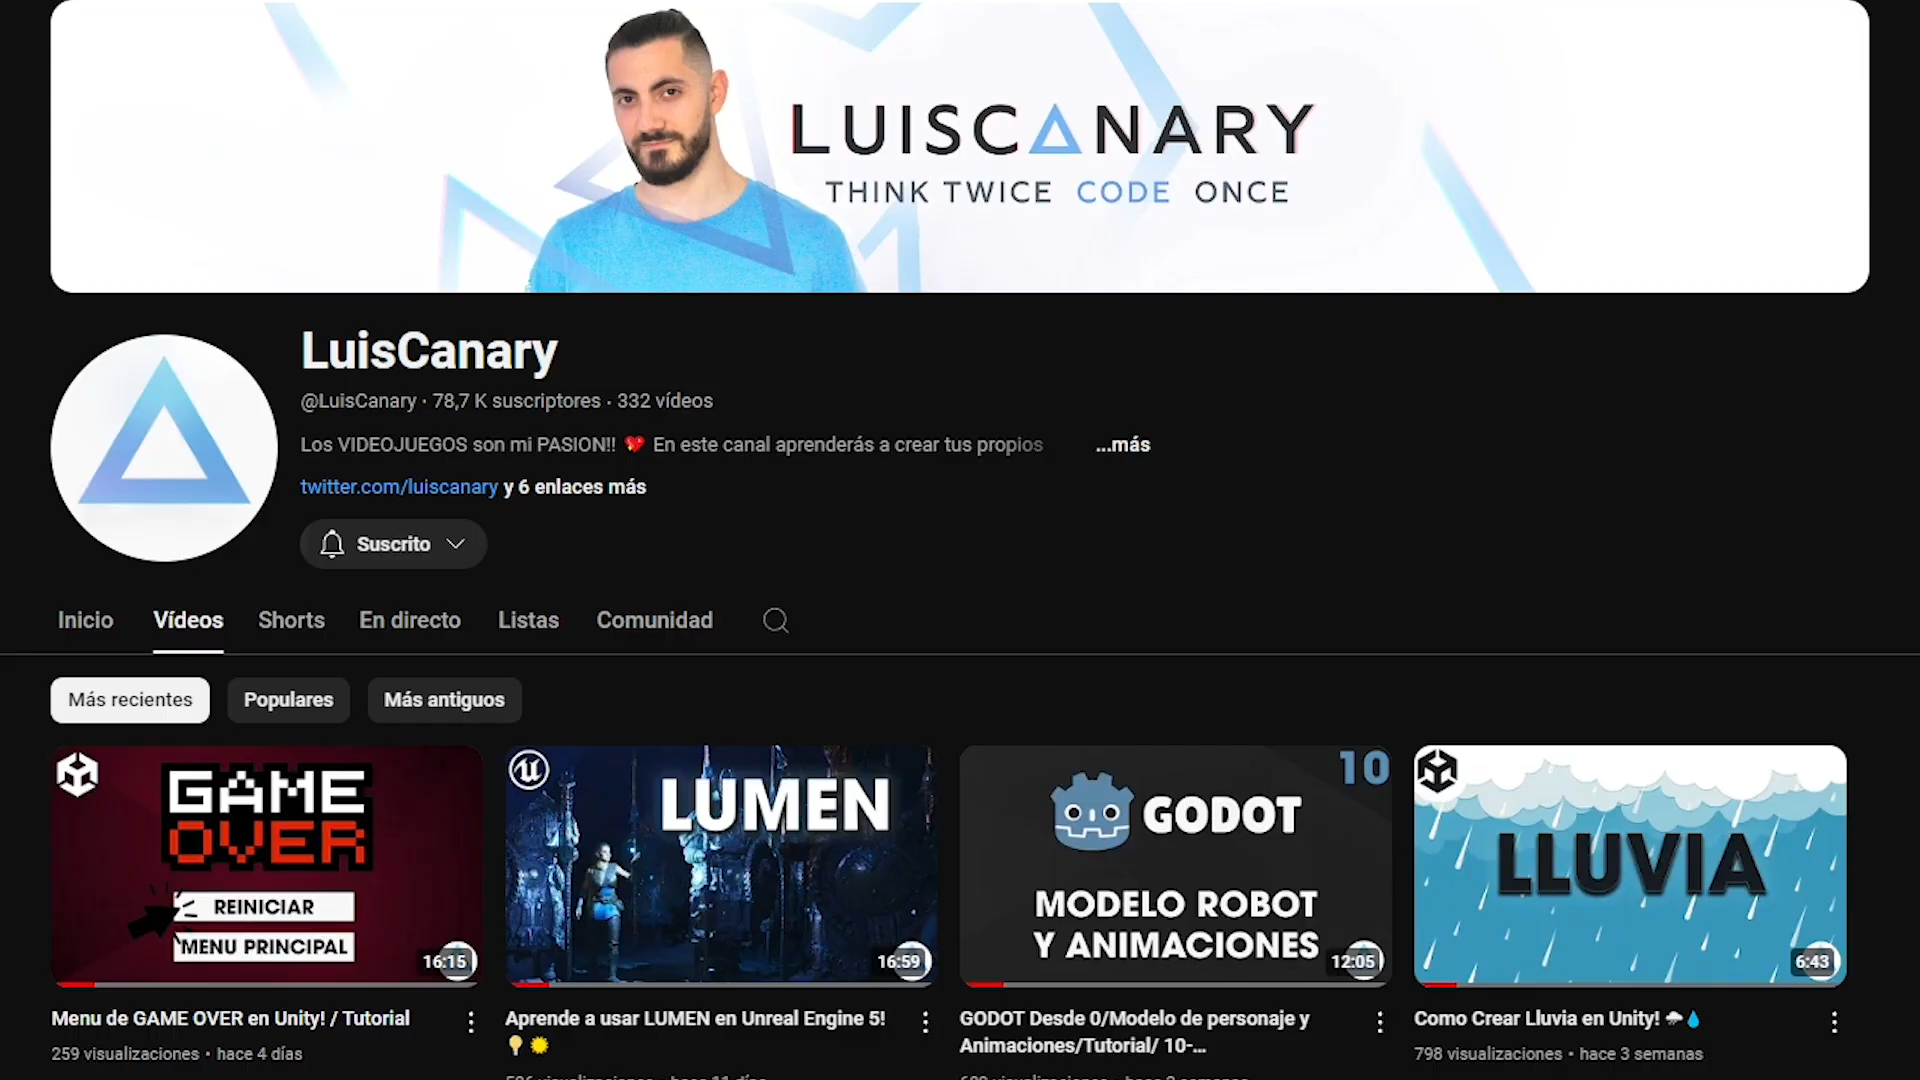 LUISCANARY
THINK TWICE CODE ONCE
LuisCanary
@LuisCanary · 78,7 K suscriptores · 332 vídeos
Los VIDEOJUEGOS son mi PASION!! 💖 En este canal aprenderás a crear tus propios ...más
twitter.com/luiscanary y 6 enlaces más
Suscrito
Inicio Vídeos Shorts En directo Listas Comunidad
Más recientes Populares Más antiguos
GAME
OVER
REINICIAR
MENU PRINCIPAL
16:15
LUMEN
16:59
10
GODOT
MODELO ROBOT
Y ANIMACIONES
12:05
LLUVIA
6:43
Menu de GAME OVER en Unity! / Tutorial
259 visualizaciones · hace 4 días
Aprende a usar LUMEN en Unreal Engine 5!
💡☀️
GODOT Desde 0/Modelo de personaje y
Animaciones/Tutorial/ 10-...
Como Crear Lluvia en Unity! 🌧️💧
798 visualizaciones · hace 3 semanas